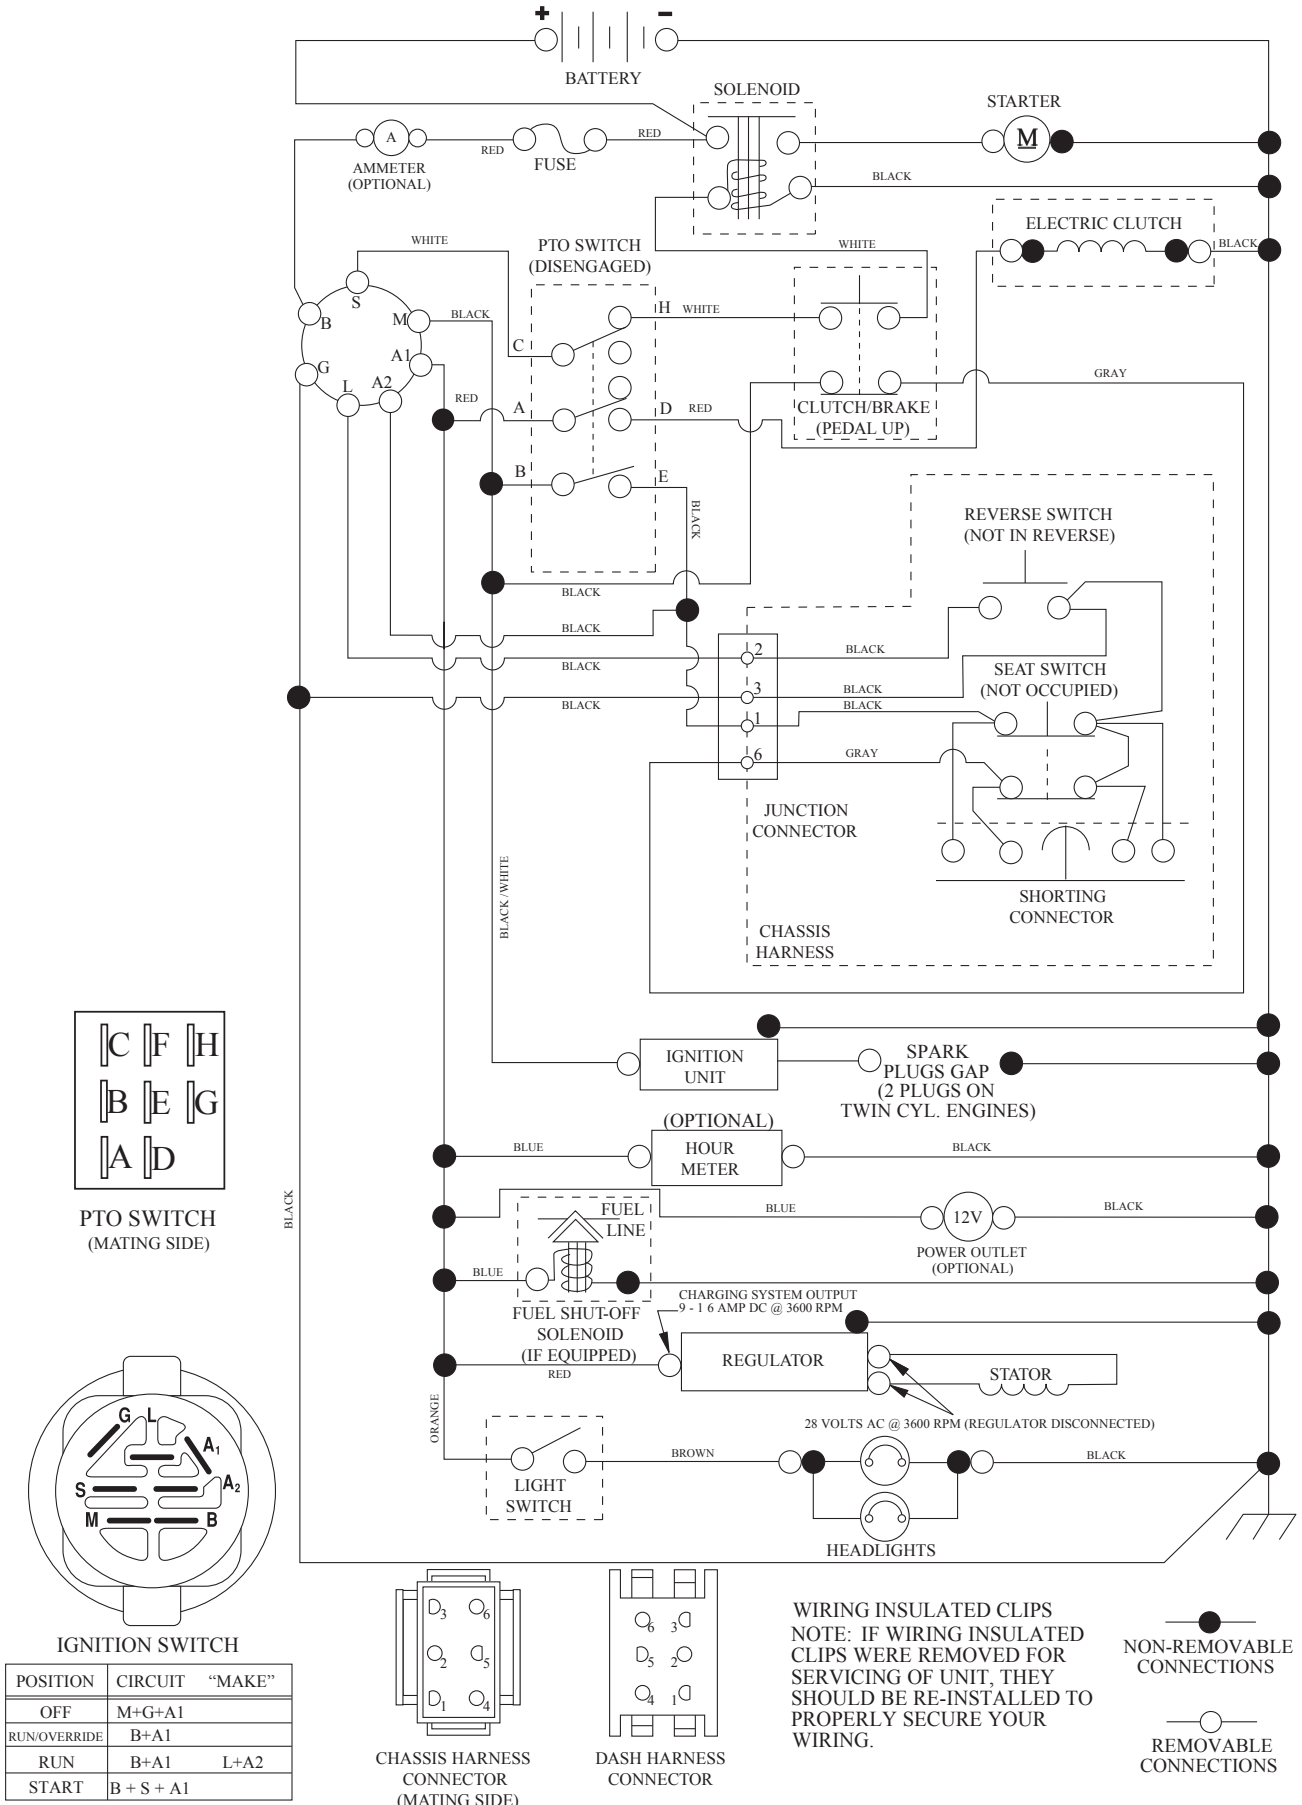 + −
BATTERY
SOLENOID
STARTER
M
A
AMMETER
(OPTIONAL)
RED
FUSE
RED
BLACK
ELECTRIC CLUTCH
BLACK
WHITE
PTO SWITCH
(DISENGAGED)
WHITE
S
B
M
BLACK
G
A1
L
A2
C
H WHITE
RED
A
D RED
B
E
BLACK
CLUTCH/BRAKE
(PEDAL UP)
GRAY
REVERSE SWITCH
(NOT IN REVERSE)
BLACK
BLACK
BLACK
BLACK
2
BLACK
3
BLACK
1
BLACK
6
GRAY
SEAT SWITCH
(NOT OCCUPIED)
JUNCTION
CONNECTOR
SHORTING
CONNECTOR
CHASSIS
HARNESS
BLACK /WHITE
IGNITION
UNIT
SPARK
PLUGS GAP
(2 PLUGS ON
TWIN CYL. ENGINES)
(OPTIONAL)
HOUR
METER
BLUE
BLACK
C F H
B E G
A D
PTO SWITCH
(MATING SIDE)
BLACK
FUEL
LINE
BLUE
12V
BLACK
POWER OUTLET
(OPTIONAL)
BLUE
FUEL SHUT-OFF
SOLENOID
(IF EQUIPPED)
CHARGING SYSTEM OUTPUT
9 - 1 6 AMP DC @ 3600 RPM
RED
REGULATOR
STATOR
28 VOLTS AC @ 3600 RPM (REGULATOR DISCONNECTED)
ORANGE
LIGHT
SWITCH
BROWN
BLACK
HEADLIGHTS
G L
A1
A2
S
M B
IGNITION SWITCH
POSITION CIRCUIT “MAKE”
OFF M+G+A1
RUN/OVERRIDE B+A1
RUN B+A1 L+A2
START B + S + A1
3 6
2 5
1 4
CHASSIS HARNESS
CONNECTOR
(MATING SIDE)
6 3
5 2
4 1
DASH HARNESS
CONNECTOR
WIRING INSULATED CLIPS
NOTE: IF WIRING INSULATED
CLIPS WERE REMOVED FOR
SERVICING OF UNIT, THEY
SHOULD BE RE-INSTALLED TO
PROPERLY SECURE YOUR
WIRING.
NON-REMOVABLE
CONNECTIONS
REMOVABLE
CONNECTIONS